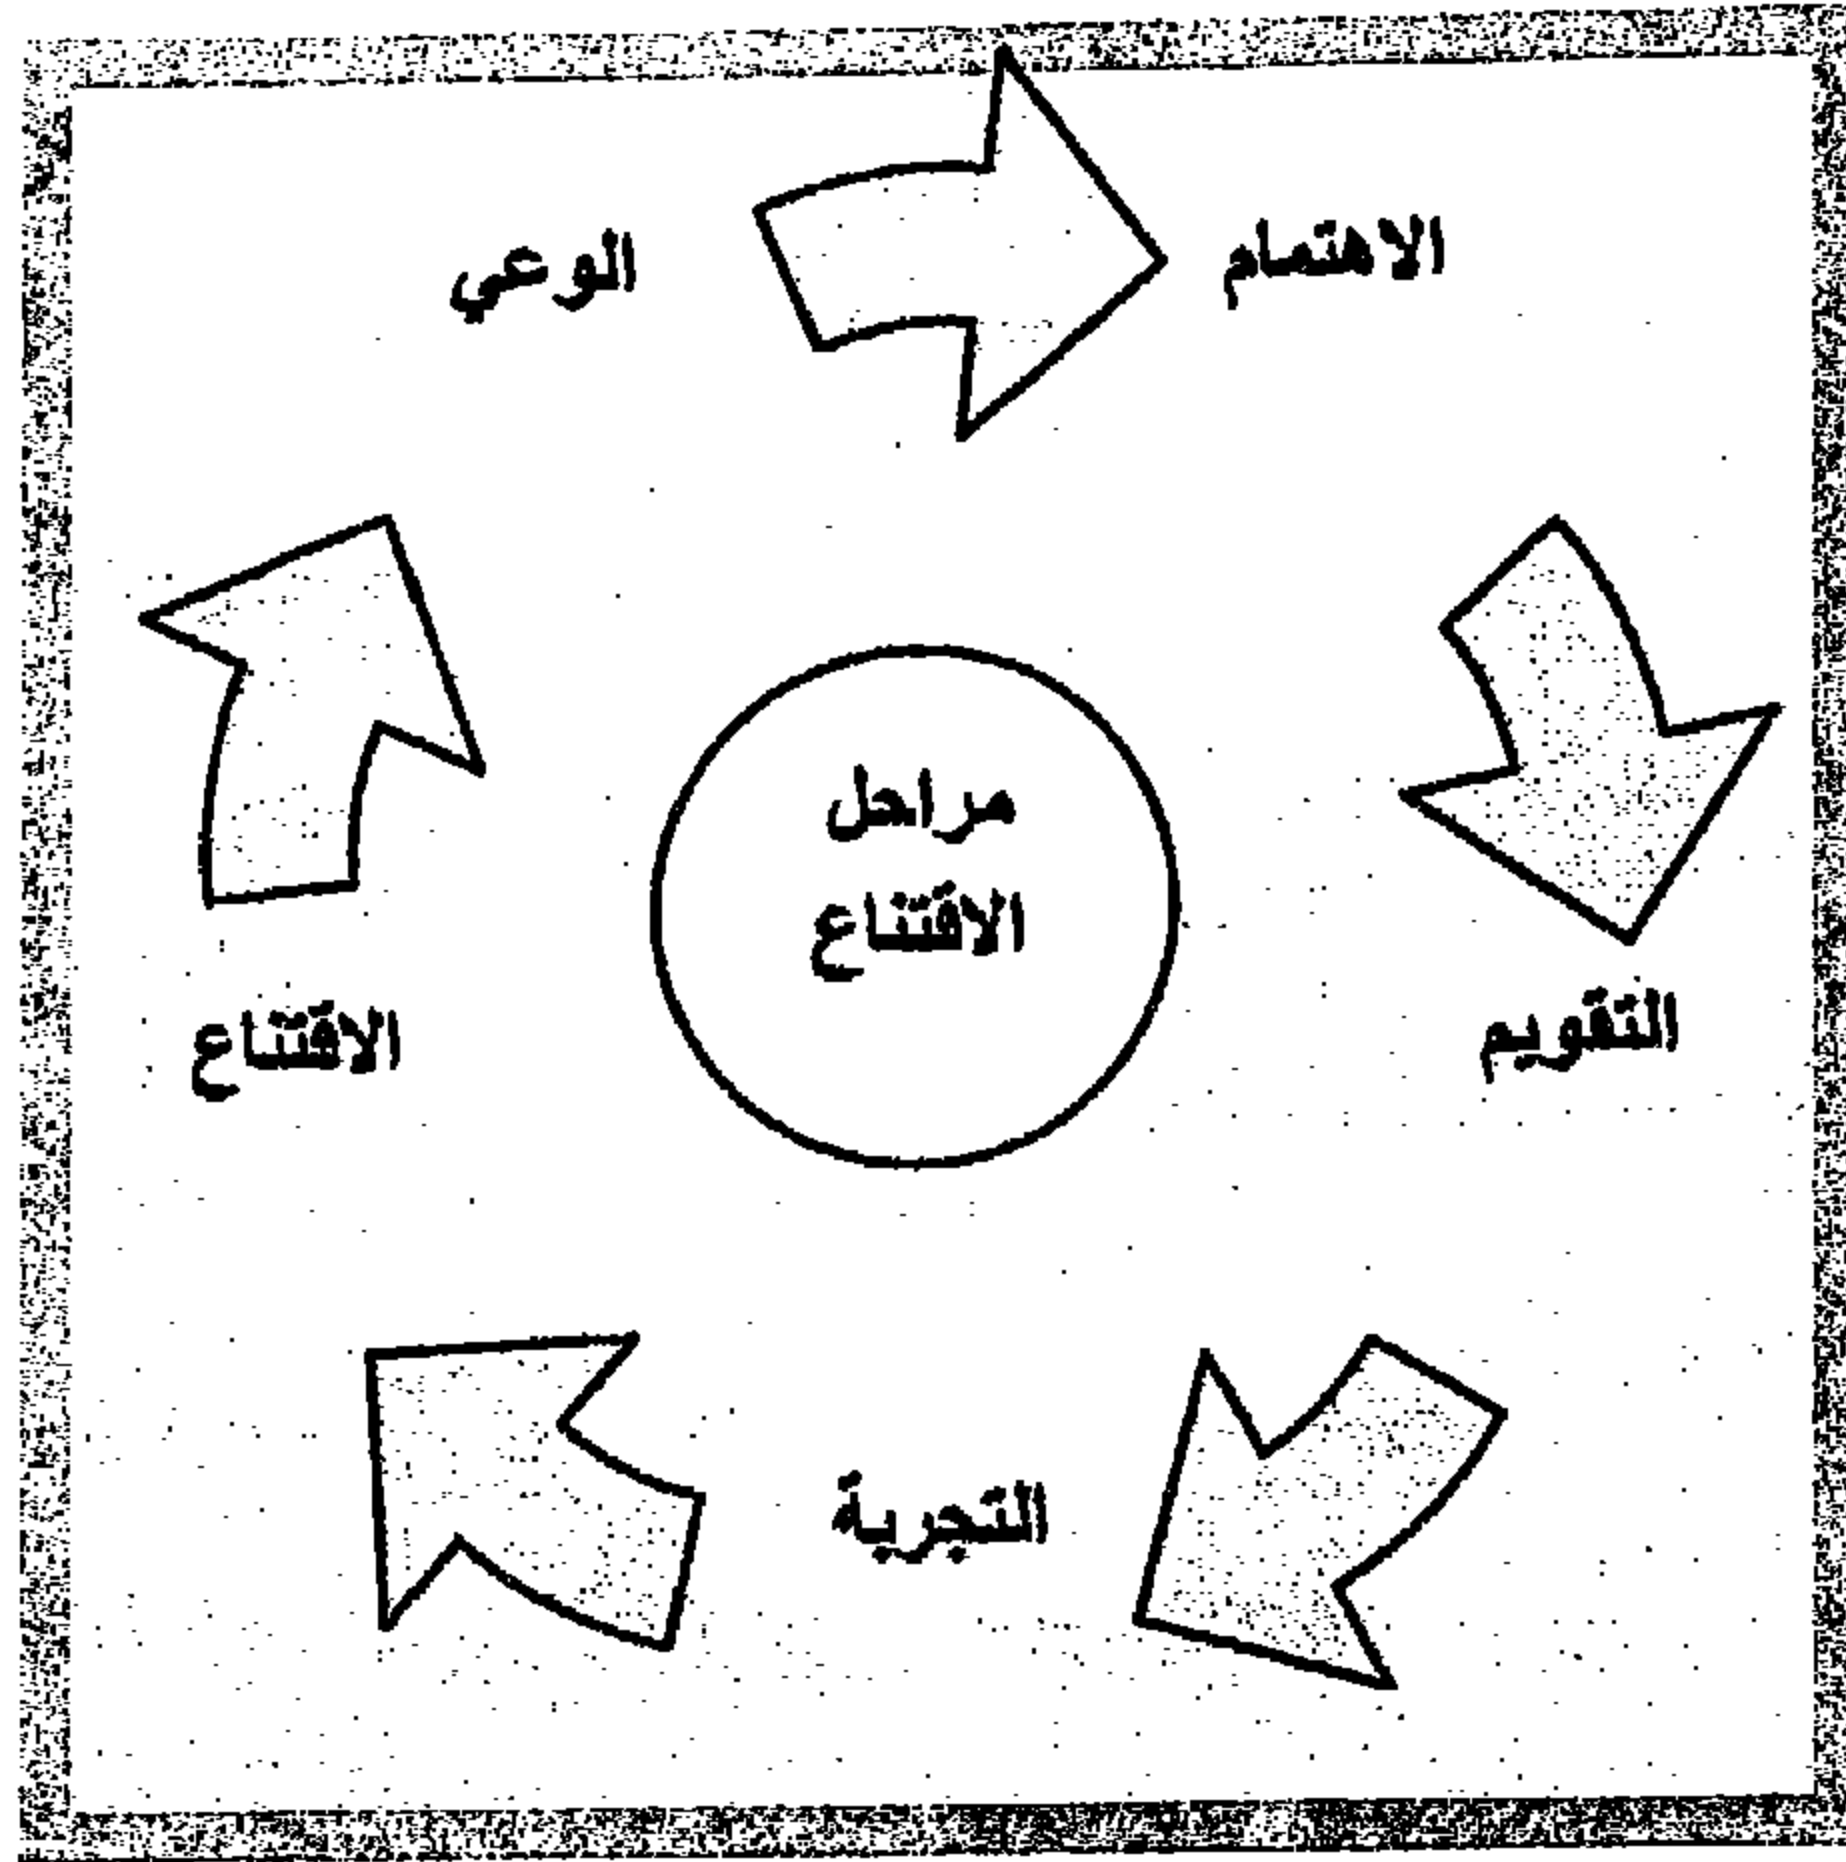 الاهتمام
الوعي
مراحل
الاقتناع
التقويم
الاقتناع
التجربة